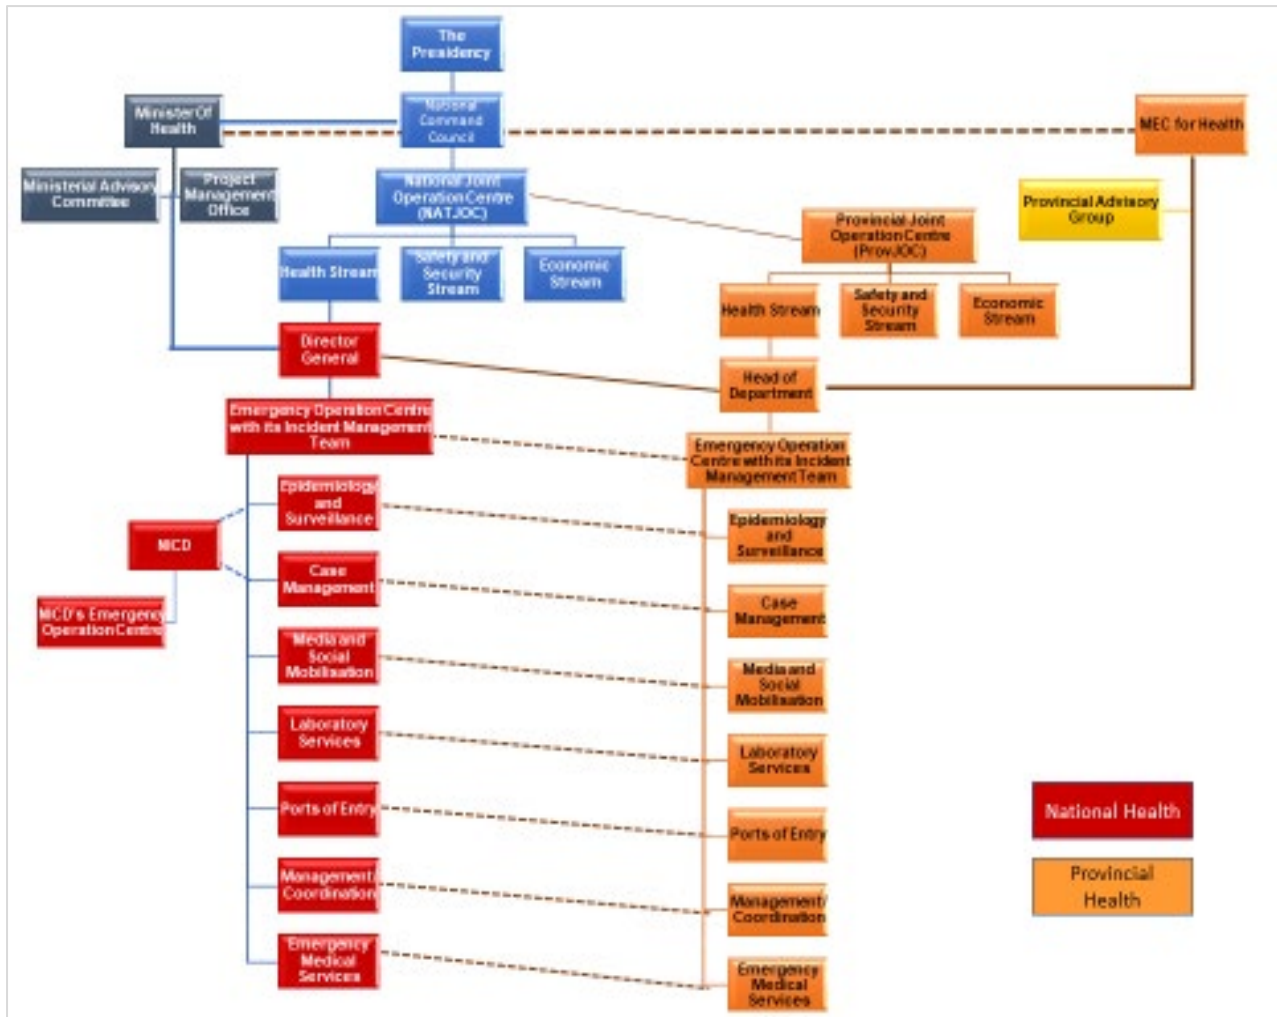 The
Presidency
Minister Of
Health
National
Command
Council
MEC for Health
Ministerial Advisory
Committee
Project
Management
Office
National Joint
Operation Centre
(NATJOC)
Provincial Advisory
Group
Provincial Joint
Operation Centre
(ProvJOC)
Health Stream
Safety and
Security
Stream
Economic
Stream
Health Stream
Safety and
Security
Stream
Economic
Stream
Director
General
Head of
Department
Emergency Operation Centre
with its Incident Management
Team
Emergency Operation
Centre with its Incident
Management Team
NICD
NICD's Emergency
Operation Centre
Epidemiology
and
Surveillance
Case
Management
Media and
Social
Mobilisation
Laboratory
Services
Ports of Entry
Management/
Coordination
Emergency
Medical
Services
Epidemiology
and
Surveillance
Case
Management
Media and
Social
Mobilisation
Laboratory
Services
Ports of Entry
Management/
Coordination
Emergency
Medical
Services
National Health
Provincial
Health